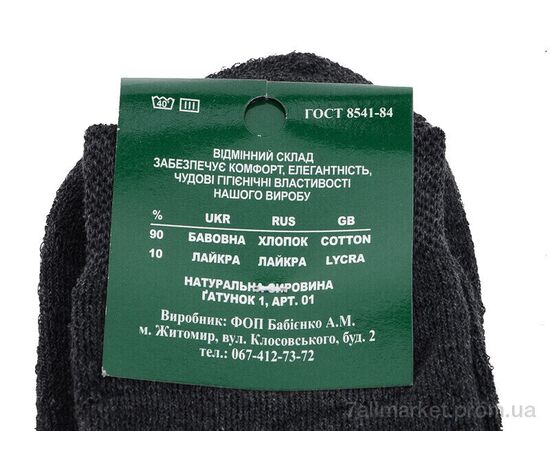 40°
ГОСТ 8541-84
ВІДМІННИЙ СКЛАД
ЗАБЕЗПЕЧУЄ КОМФОРТ, ЕЛЕГАНТНІСТЬ,
ЧУДОВІ ГІГІЄНІЧНІ ВЛАСТИВОСТІ
НАШОГО ВИРОБУ
% UKR RUS GB
90 БАВОВНА ХЛОПОК COTTON
10 ЛАЙКРА ЛАЙКРА LYCRA
НАТУРАЛЬНА СИРОВИНА
ҐАТУНОК 1, АРТ. 01
Виробник: ФОП Бабієнко А.М.
м. Житомир, вул. Клосовського, буд. 2
тел.: 067-412-73-72
7allmarket.prom.ua